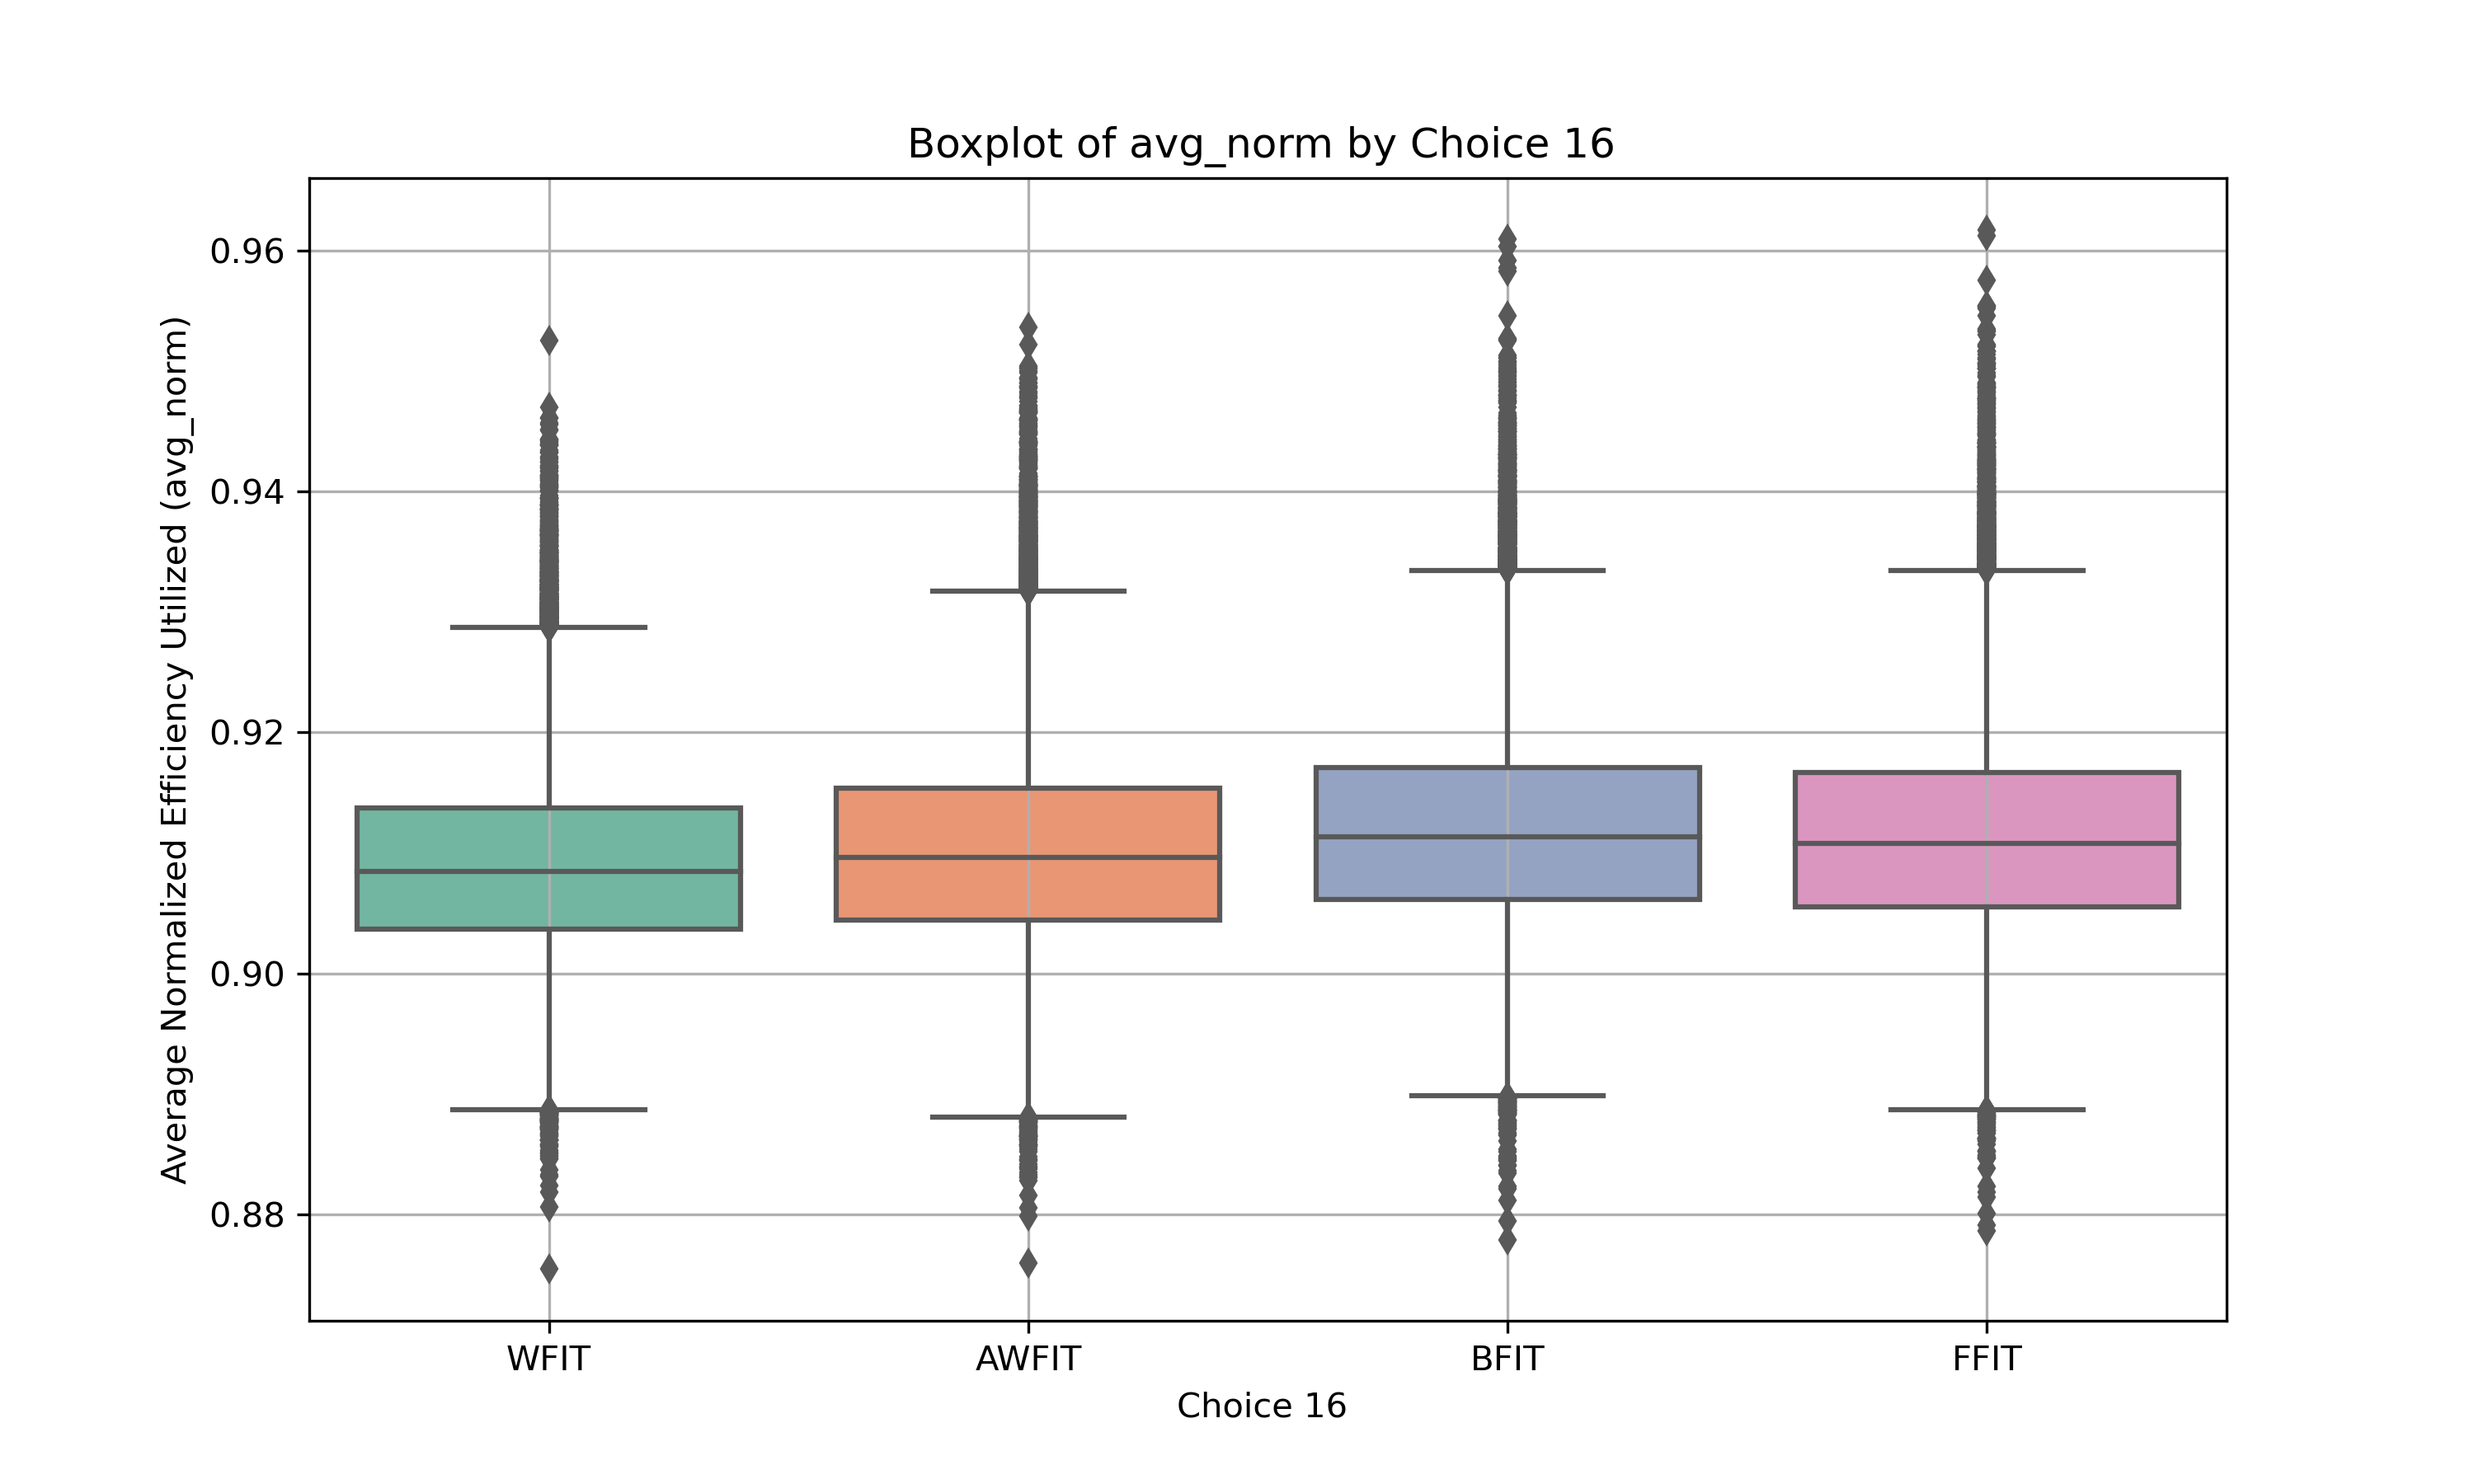 Boxplot of avg_norm by Choice 16
Average Normalized Efficiency Utilized (avg_norm)
0.96
0.94
0.92
0.90
0.88
WFIT AWFIT BFIT FFIT
Choice 16